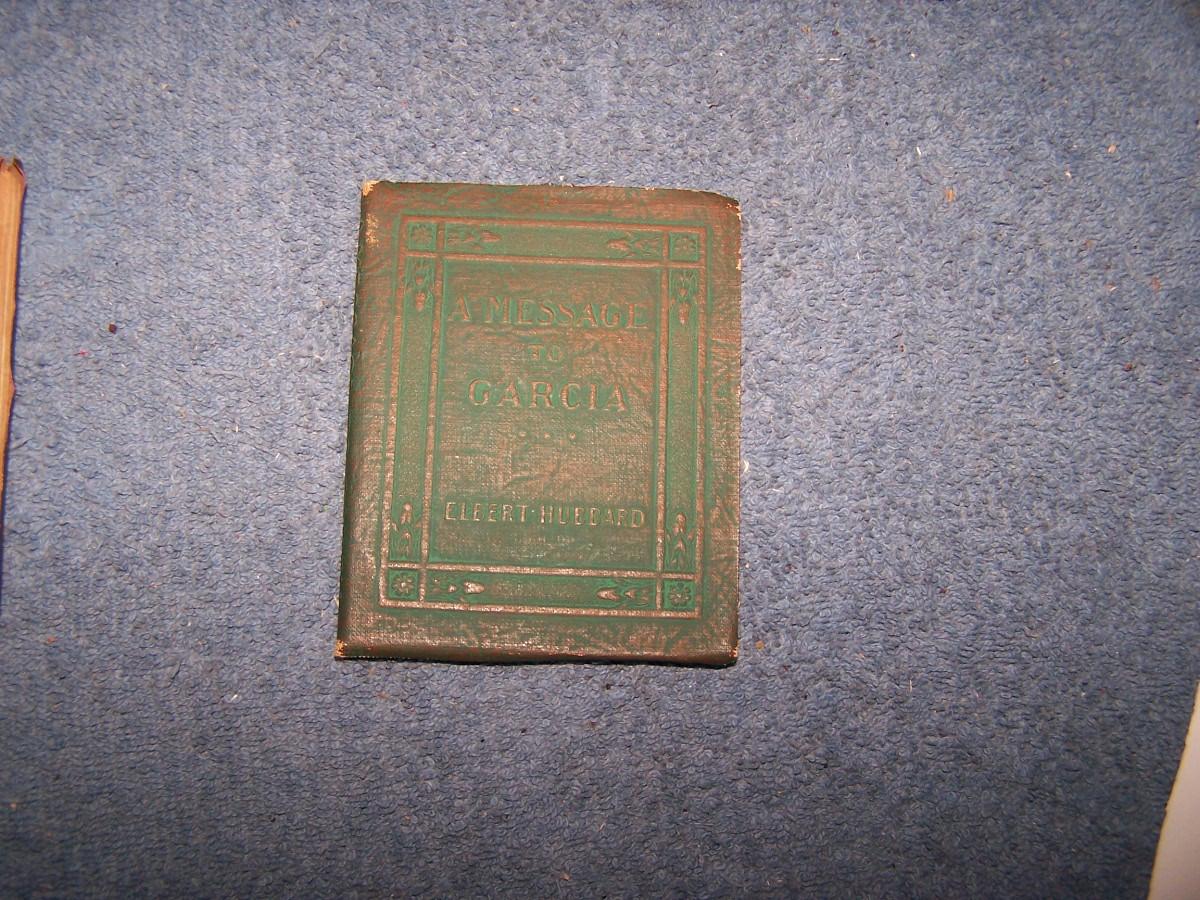 A MESSAGE
TO
GARCIA
ELBERT · HUBBARD